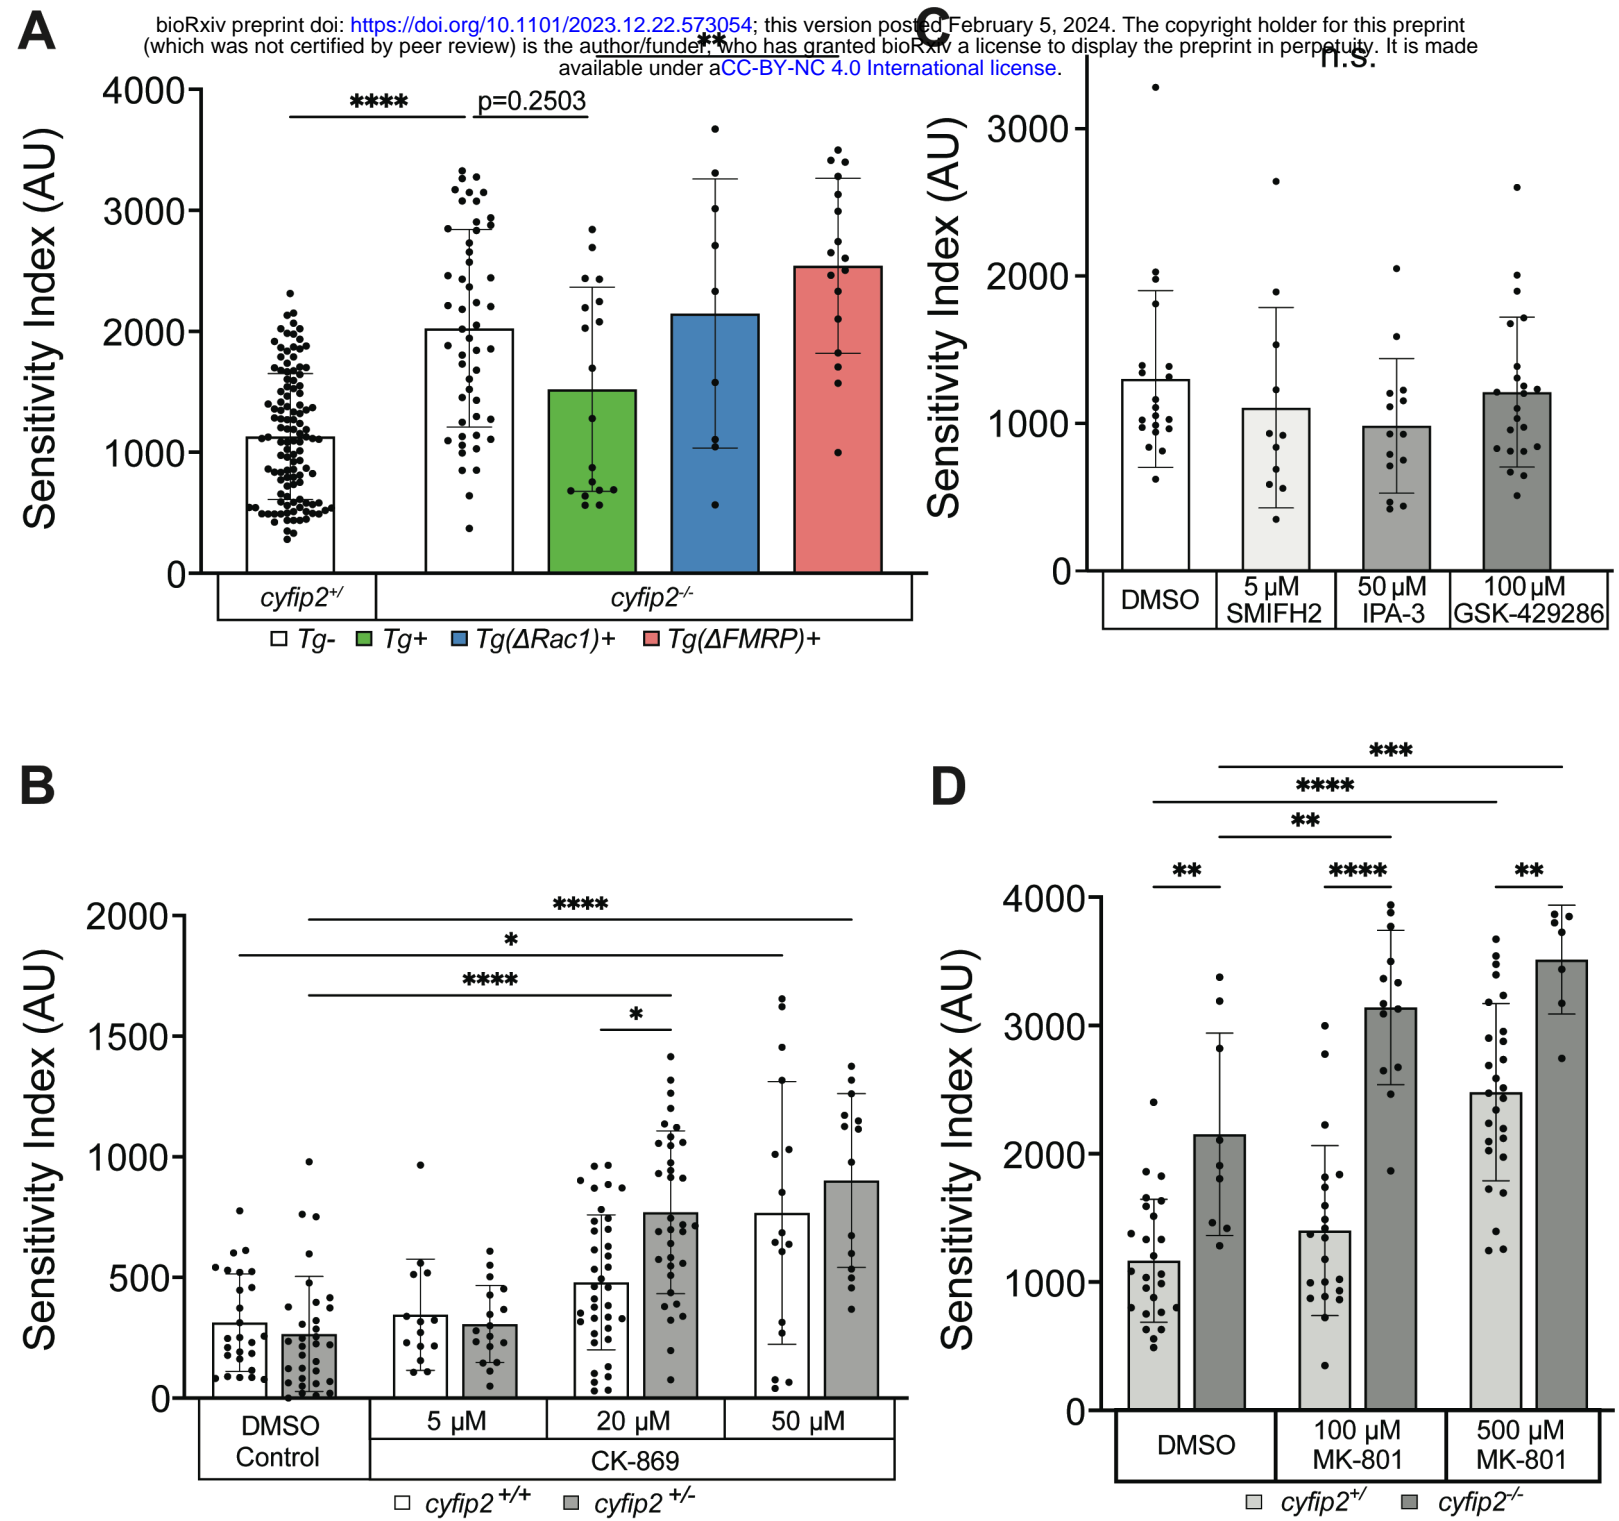 bioRxiv preprint doi: https://doi.org/10.1101/2023.12.22.573054; this version posted February 5, 2024. The copyright holder for this preprint
(which was not certified by peer review) is the author/funder, who has granted bioRxiv a license to display the preprint in perpetuity. It is made
available under aCC-BY-NC 4.0 International license.
A
**
**** p=0.2503
Sensitivity Index (AU)
4000
3000
2000
1000
0
cyfip2+/ cyfip2-/-
Tg- Tg+ Tg(ΔRac1)+ Tg(ΔFMRP)+
C
n.s.
Sensitivity Index (AU)
3000
2000
1000
0
DMSO
5 µM
SMIFH2
50 µM
IPA-3
100 µM
GSK-429286
B
****
*
****
*
Sensitivity Index (AU)
2000
1500
1000
500
0
DMSO
Control
5 µM 20 µM 50 µM
CK-869
cyfip2 +/+ cyfip2 +/-
D
***
****
**
** **** **
Sensitivity Index (AU)
4000
3000
2000
1000
0
DMSO
100 µM
MK-801
500 µM
MK-801
cyfip2+/ cyfip2-/-